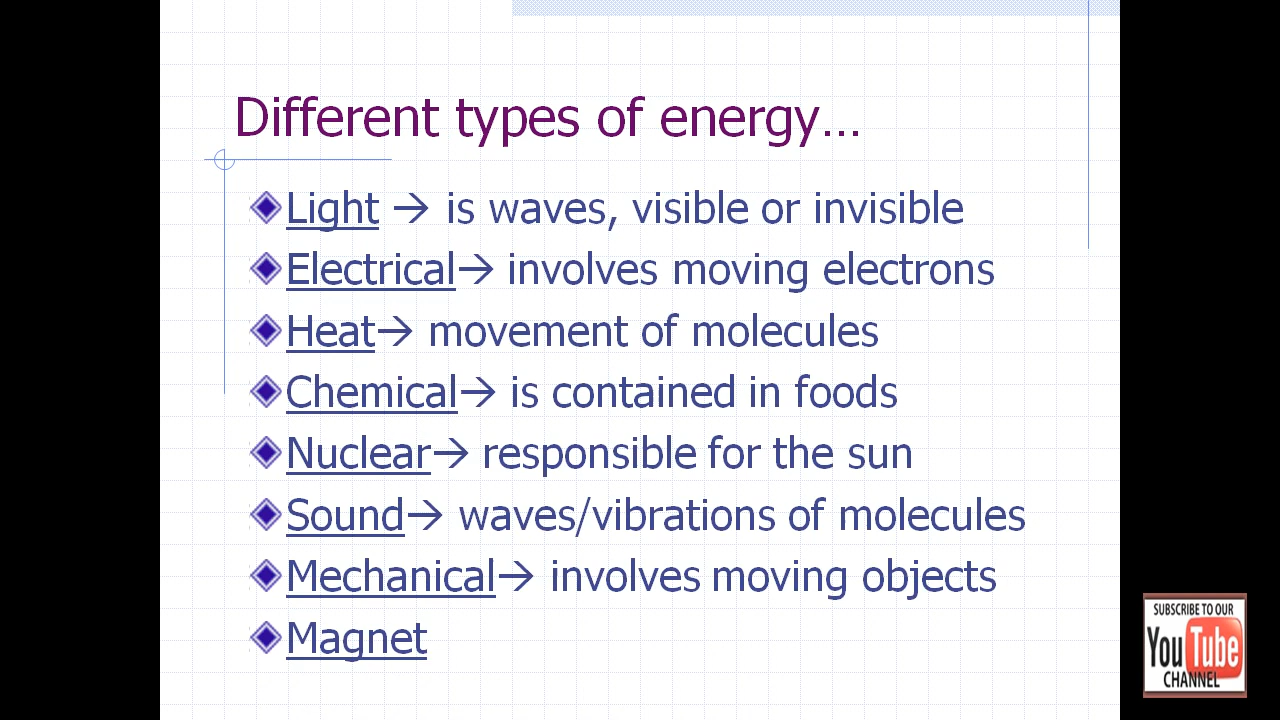 Different types of energy...
Light → is waves, visible or invisible
Electrical→ involves moving electrons
Heat→ movement of molecules
Chemical→ is contained in foods
Nuclear→ responsible for the sun
Sound→ waves/vibrations of molecules
Mechanical→ involves moving objects
Magnet
SUBSCRIBE TO OUR
YouTube
CHANNEL